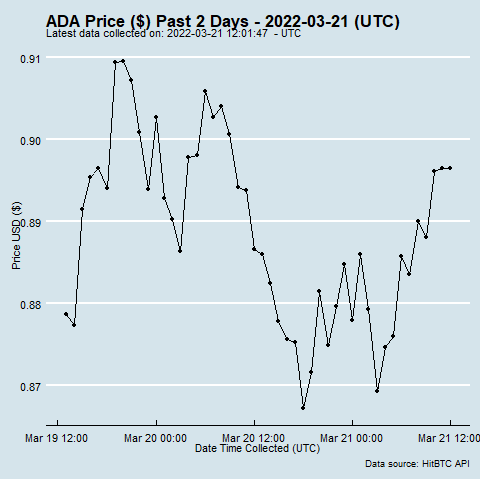 ADA Price ($) Past 2 Days - 2022-03-21 (UTC)
Latest data collected on: 2022-03-21 12:01:47 - UTC
0.91
0.90
0.89
0.88
0.87
Price USD ($)
Mar 19 12:00 Mar 20 00:00 Mar 20 12:00 Mar 21 00:00 Mar 21 12:00
Date Time Collected (UTC)
Data source: HitBTC API